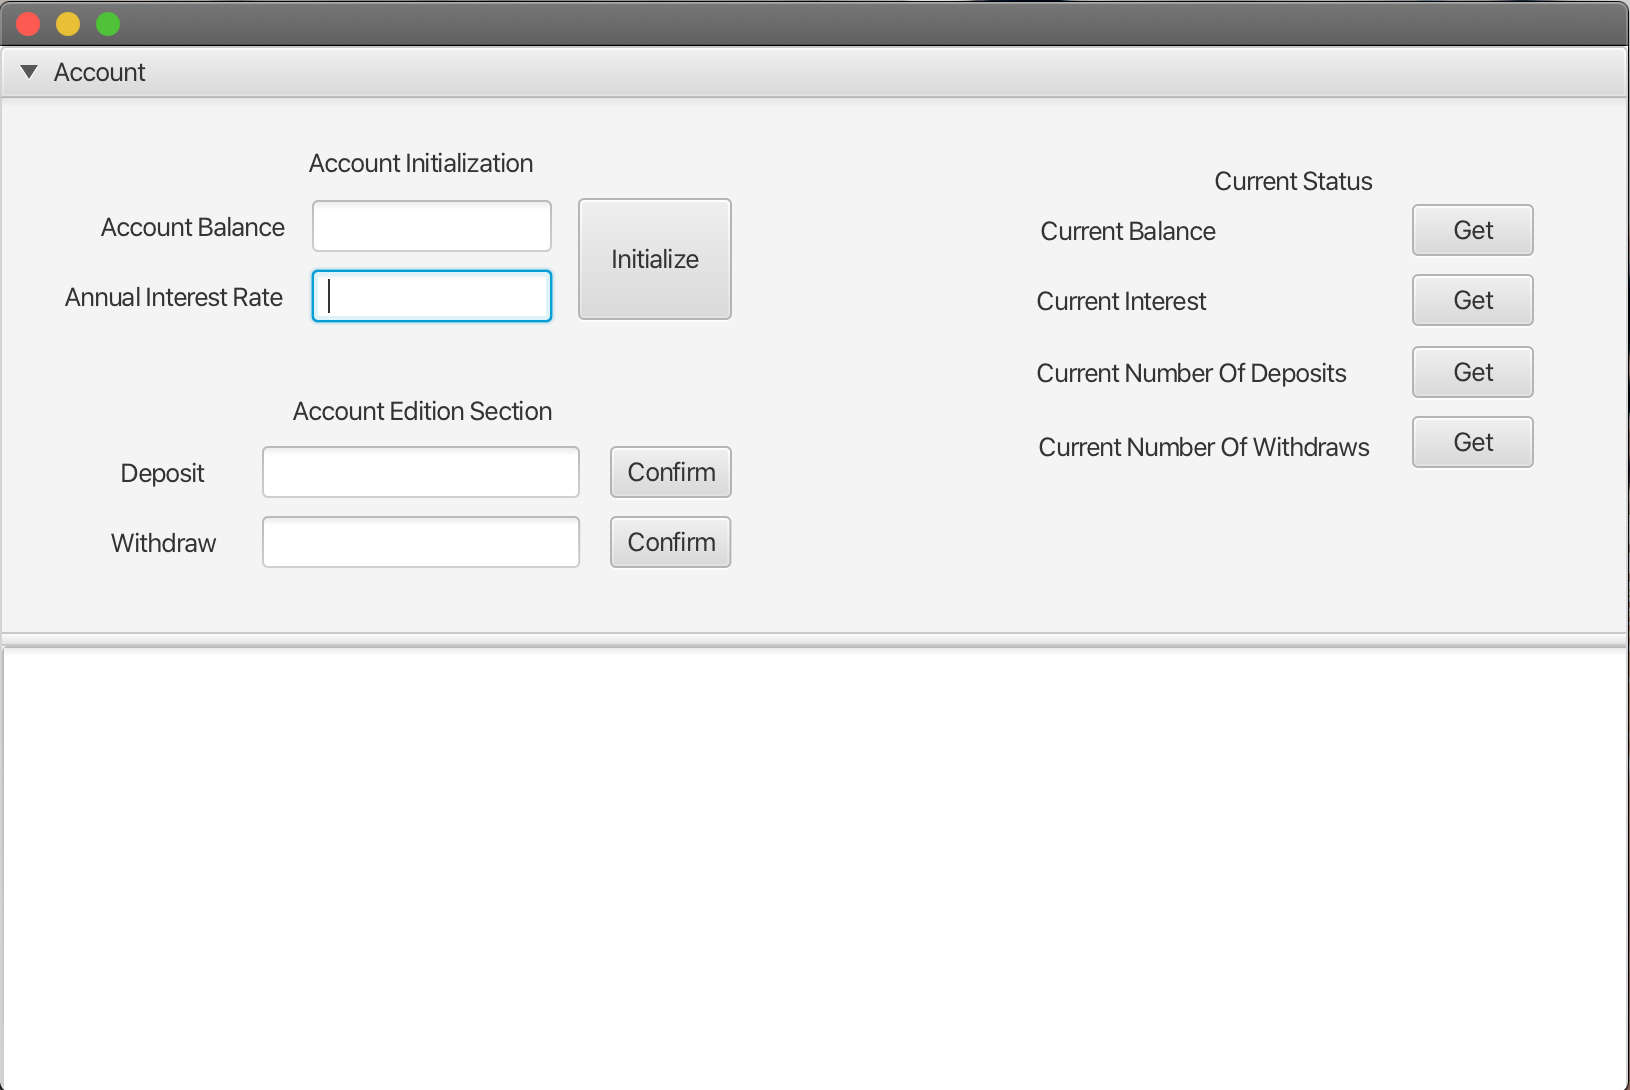 Account
Account Initialization
Account Balance
Initialize
Annual Interest Rate
Account Edition Section
Deposit
Confirm
Withdraw
Confirm
Current Status
Current Balance
Get
Current Interest
Get
Current Number Of Deposits
Get
Current Number Of Withdraws
Get